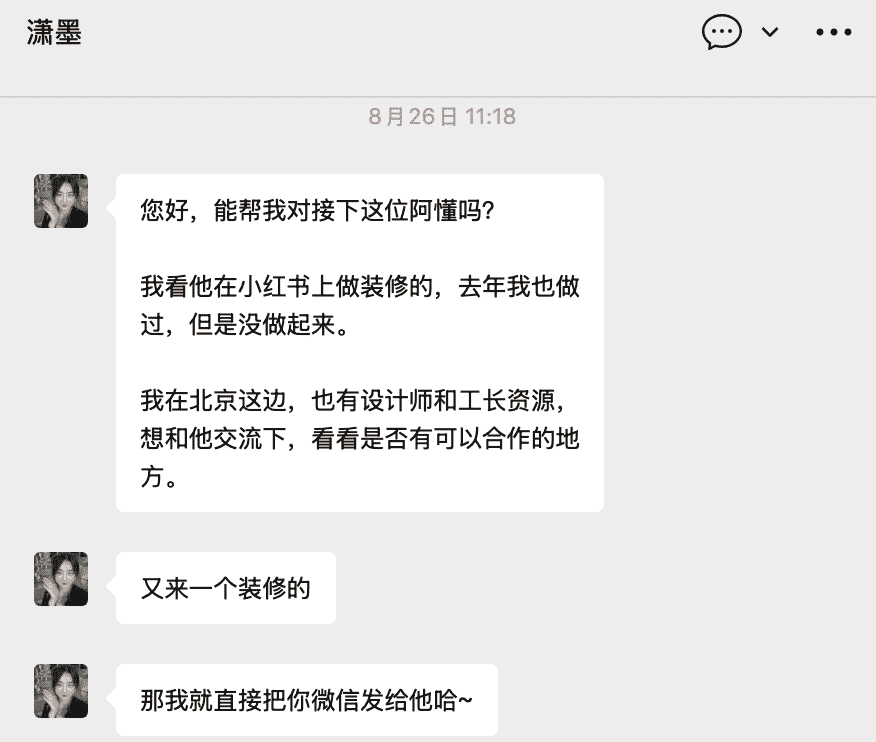 潇墨
8月26日 11:18
您好，能帮我对接下这位阿懂吗?
我看他在小红书上做装修的，去年我也做
过，但是没做起来。
我在北京这边，也有设计师和工长资源，
想和他交流下，看看是否有可以合作的地
方。
又来一个装修的
那我就直接把你微信发给他哈~